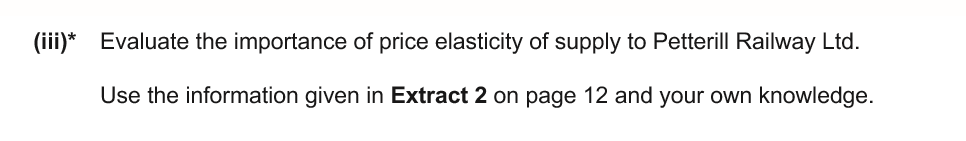 (iii)* Evaluate the importance of price elasticity of supply to Petterill Railway Ltd.
Use the information given in Extract 2 on page 12 and your own knowledge.